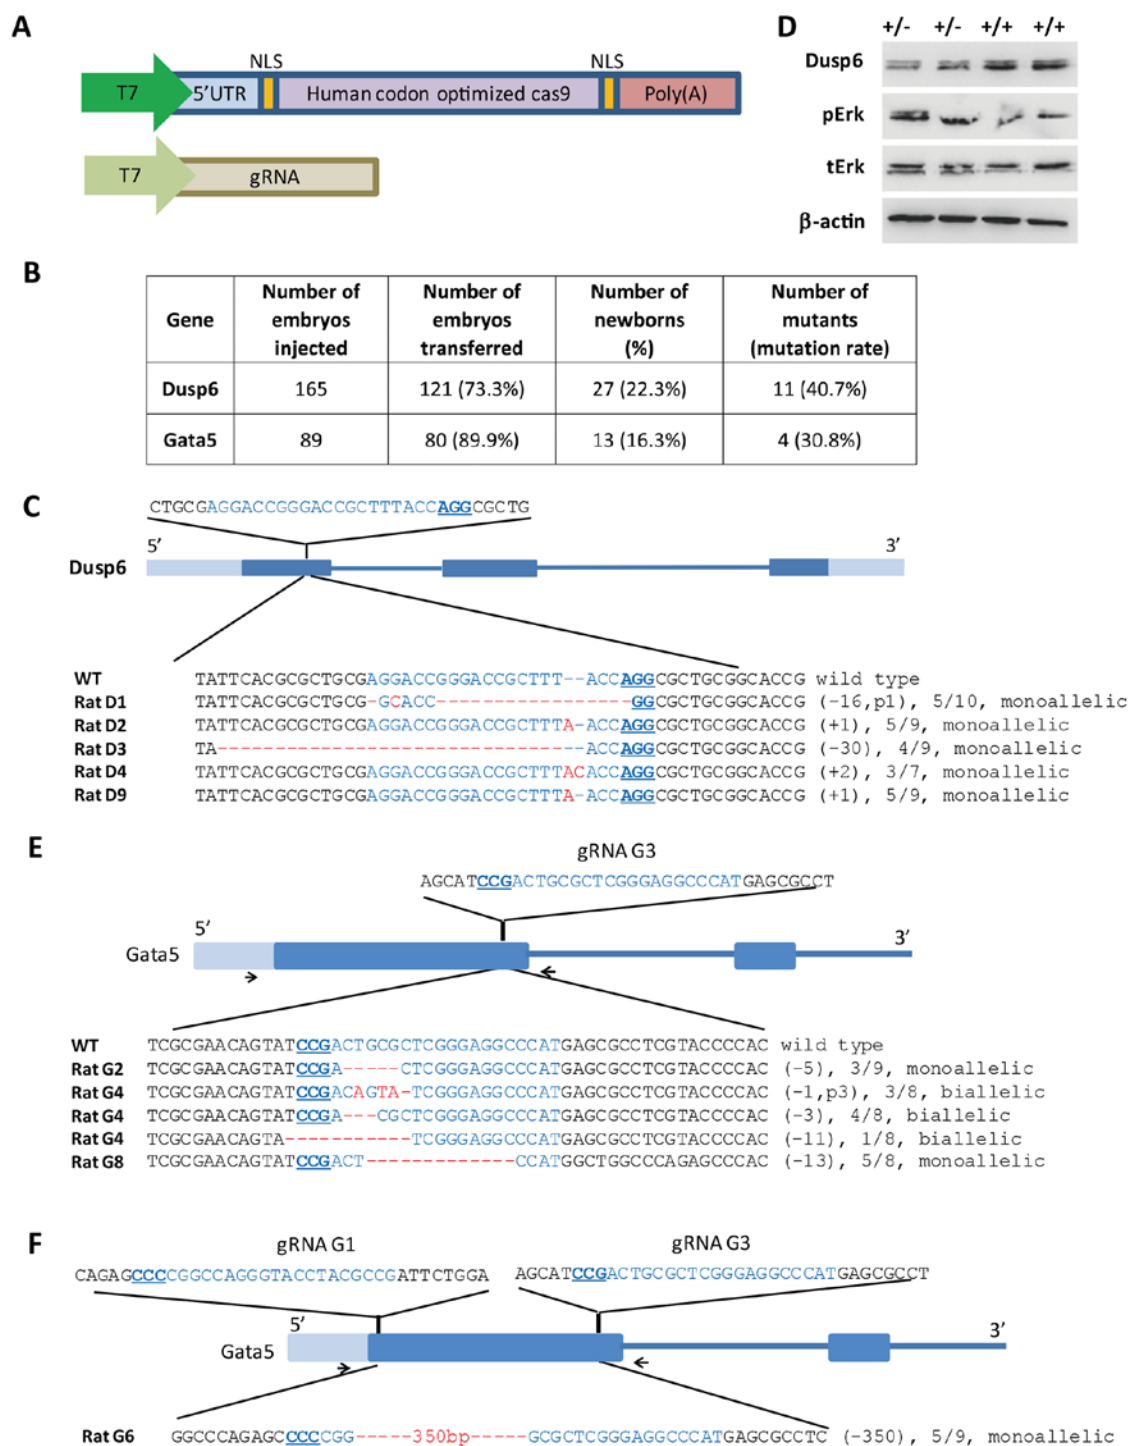 A
T7
5'UTR
NLS
Human codon optimized cas9
NLS
Poly(A)
T7
gRNA
D
+/- +/- +/+ +/+
Dusp6
pErk
tErk
β-actin
B
Gene | Number of embryos injected | Number of embryos transferred | Number of newborns (%) | Number of mutants (mutation rate)
Dusp6 | 165 | 121 (73.3%) | 27 (22.3%) | 11 (40.7%)
Gata5 | 89 | 80 (89.9%) | 13 (16.3%) | 4 (30.8%)
C
CTGCGAGGACCGGGACCGCTTTACCAGGCGCTG
5' 3'
Dusp6
WT TATTCACGCGCTGCGAGGACCGGGACCGCTTT--ACCAGGCGCTGCGGCACCG wild type
Rat D1 TATTCACGCGCTGCG-GCACC-----------------GGCGCTGCGGCACCG (-16,p1), 5/10, monoallelic
Rat D2 TATTCACGCGCTGCGAGGACCGGGACCGCTTTA-ACCAGGCGCTGCGGCACCG (+1), 5/9, monoallelic
Rat D3 TA--------------------------------ACCAGGCGCTGCGGCACCG (-30), 4/9, monoallelic
Rat D4 TATTCACGCGCTGCGAGGACCGGGACCGCTTTACACCAGGCGCTGCGGCACCG (+2), 3/7, monoallelic
Rat D9 TATTCACGCGCTGCGAGGACCGGGACCGCTTTA-ACCAGGCGCTGCGGCACCG (+1), 5/9, monoallelic
E
gRNA G3
AGCATCCGACTGCGCTCGGGAGGCCCATGAGCGCCT
5' 3'
Gata5
WT TCGCGAACAGTATCCGACTGCGCTCGGGAGGCCCATGAGCGCCTCGTACCCCAC wild type
Rat G2 TCGCGAACAGTATCCGA-----CTCGGGAGGCCCATGAGCGCCTCGTACCCCAC (-5), 3/9, monoallelic
Rat G4 TCGCGAACAGTATCCGACAGTA-TCGGGAGGCCCATGAGCGCCTCGTACCCCAC (-1,p3), 3/8, biallelic
Rat G4 TCGCGAACAGTATCCGA---CGCTCGGGAGGCCCATGAGCGCCTCGTACCCCAC (-3), 4/8, biallelic
Rat G4 TCGCGAACAGTA-----------TCGGGAGGCCCATGAGCGCCTCGTACCCCAC (-11), 1/8, biallelic
Rat G8 TCGCGAACAGTATCCGACT-------------CCATGGCTGGCCCAGAGCCCAC (-13), 5/8, monoallelic
F
gRNA G1 gRNA G3
CAGAGCCCCGGCCAGGGTACCTACGCCGATTCTGGA AGCATCCGACTGCGCTCGGGAGGCCCATGAGCGCCT
5' 3'
Gata5
Rat G6 GGCCCAGAGCCCCCGG-----350bp-----GCGCTCGGGAGGCCCATGAGCGCCTC (-350), 5/9, monoallelic